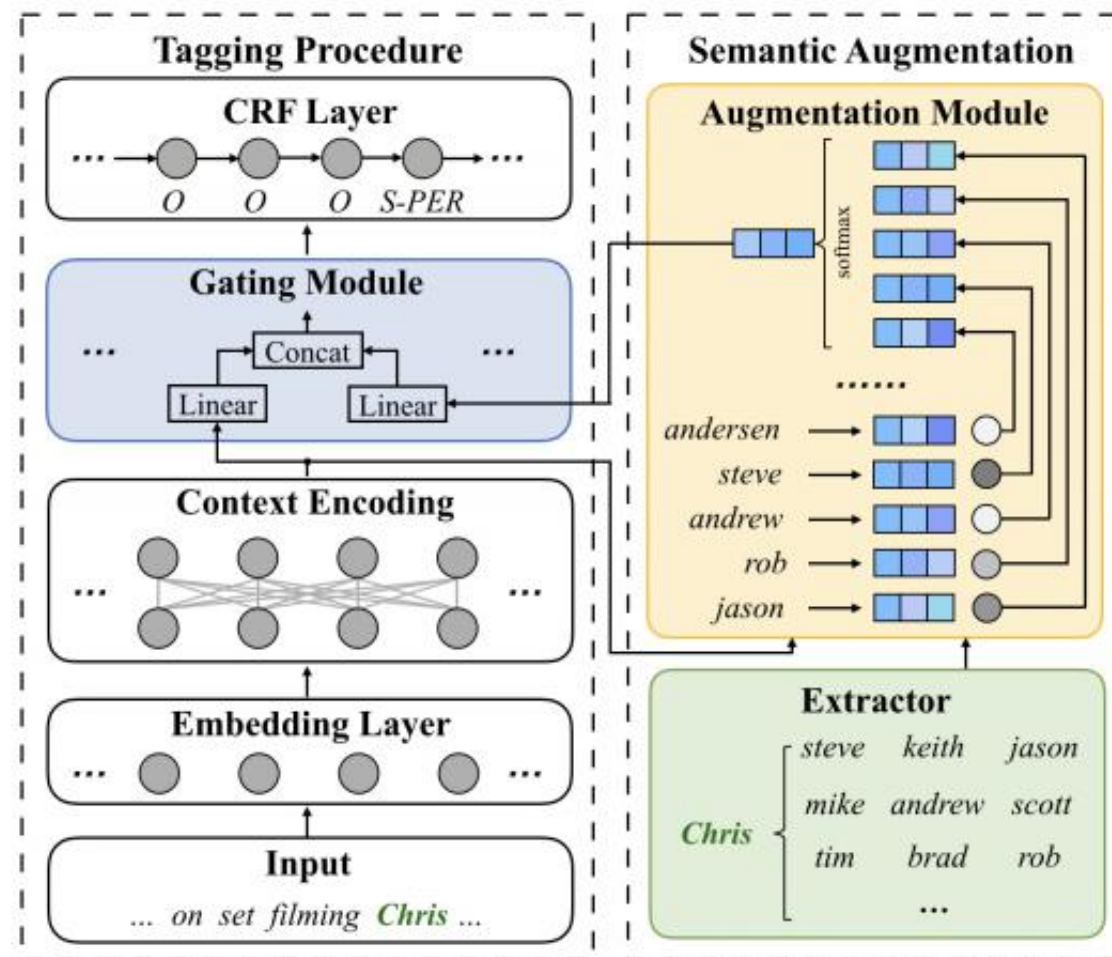 Tagging Procedure
CRF Layer
... ...
O O O S-PER
Gating Module
... Concat ...
Linear Linear
Context Encoding
... ...
Embedding Layer
... ...
Input
... on set filming Chris ...
Semantic Augmentation
Augmentation Module
softmax
......
andersen
steve
andrew
rob
jason
Extractor
steve keith jason
mike andrew scott
Chris
tim brad rob
...